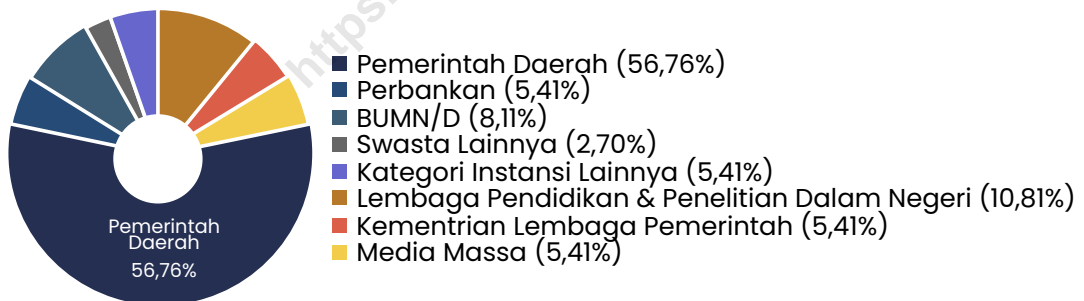 https:
Pemerintah Daerah (56,76%)
Perbankan (5,41%)
BUMN/D (8,11%)
Swasta Lainnya (2,70%)
Kategori Instansi Lainnya (5,41%)
Lembaga Pendidikan & Penelitian Dalam Negeri (10,81%)
Kementrian Lembaga Pemerintah (5,41%)
Media Massa (5,41%)
Pemerintah
Daerah
56,76%